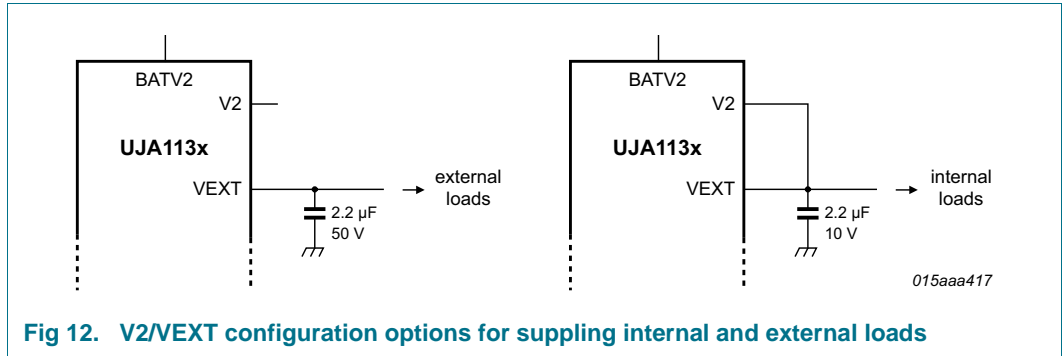 BATV2
V2
UJA113x
VEXT
external
loads
2.2 µF
50 V
BATV2
V2
UJA113x
VEXT
internal
loads
2.2 µF
10 V
015aaa417
Fig 12. V2/VEXT configuration options for suppling internal and external loads